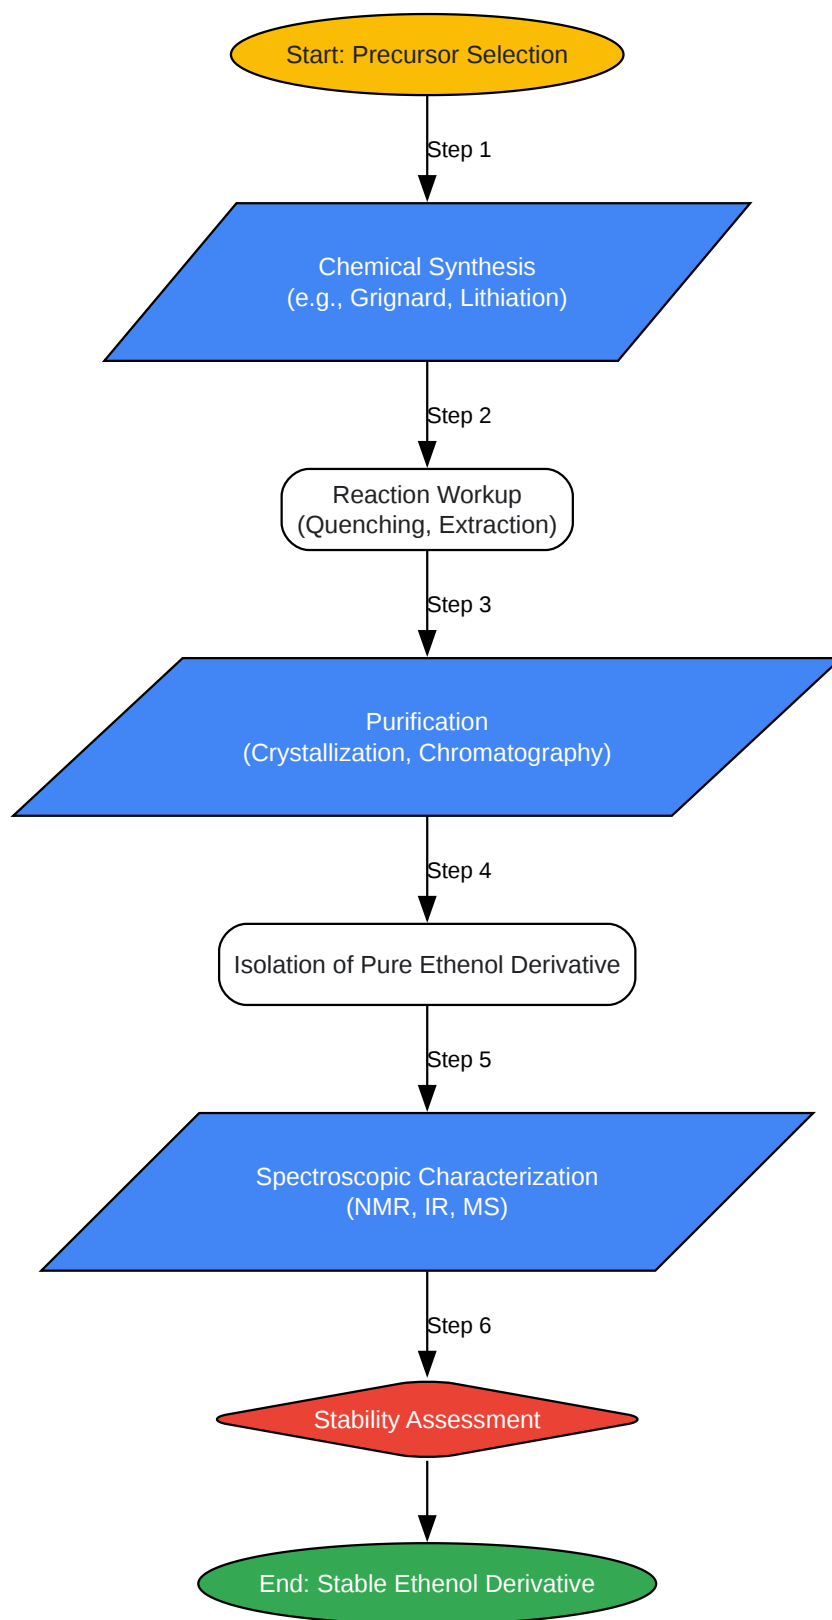 Start: Precursor Selection
Step 1
Chemical Synthesis
(e.g., Grignard, Lithiation)
Step 2
Reaction Workup
(Quenching, Extraction)
Step 3
Purification
(Crystallization, Chromatography)
Step 4
Isolation of Pure Ethenol Derivative
Step 5
Spectroscopic Characterization
(NMR, IR, MS)
Step 6
Stability Assessment
End: Stable Ethenol Derivative